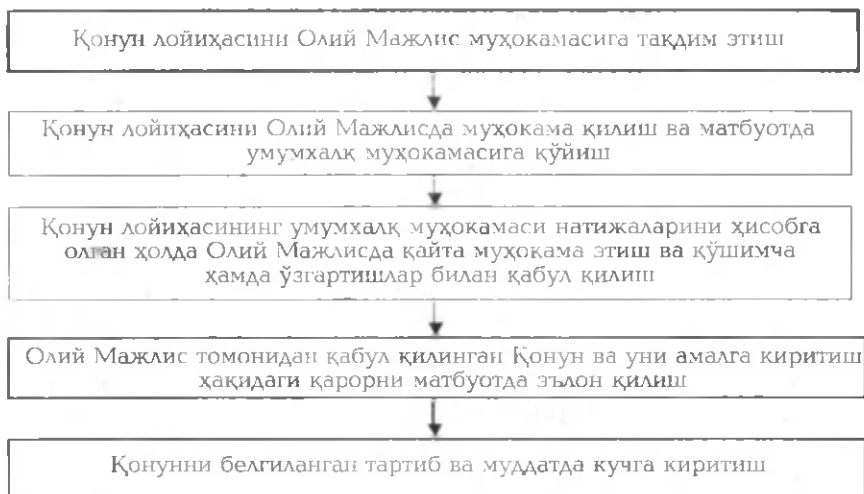 Қонун лойиҳасини Олий Мажлис муҳокамасига тақдим этиш
Қонун лойиҳасини Олий Мажлисда муҳокама қилиш ва матбуотда
умумхалқ муҳокамасига қўйиш
Қонун лойиҳасининг умумхалқ муҳокамаси натижаларини ҳисобга
олган ҳолда Олий Мажлисда қайта муҳокама этиш ва қўшимча
ҳамда ўзгартишлар билан қабул қилиш
Олий Мажлис томонидан қабул қилинган Қонун ва уни амалга киритиш
ҳақидаги қарорни матбуотда эълон қилиш
Қонунни белгиланган тартиб ва муддатда кучга киритиш